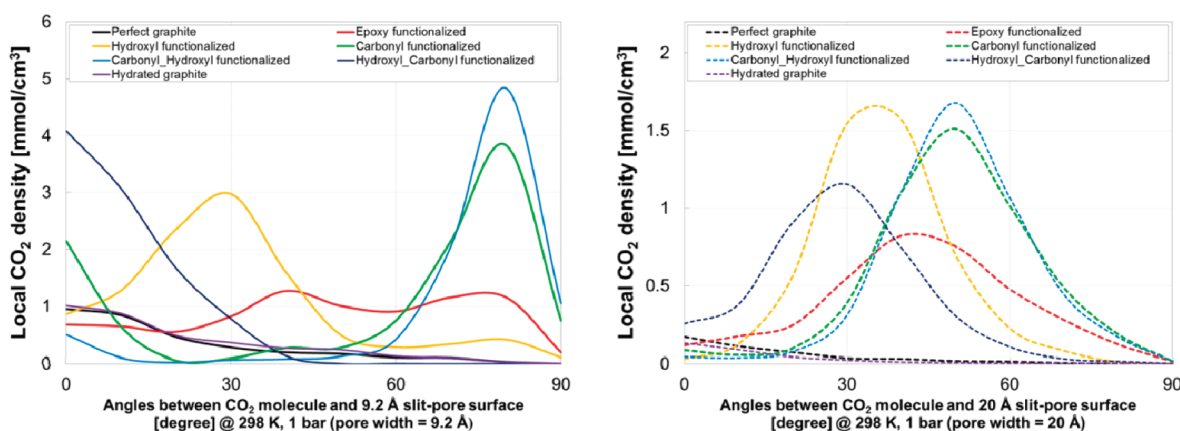 6
5
4
3
2
1
0
Local CO2 density [mmol/cm3]
Perfect graphite
Epoxy functionalized
Hydroxyl functionalized
Carbonyl functionalized
Carbonyl_Hydroxyl functionalized
Hydroxyl_Carbonyl functionalized
Hydrated graphite
0 30 60 90
Angles between CO2 molecule and 9.2 Å slit-pore surface
[degree] @ 298 K, 1 bar (pore width = 9.2 Å)
2
1.5
1
0.5
0
Local CO2 density [mmol/cm3]
Perfect graphite
Epoxy functionalized
Hydroxyl functionalized
Carbonyl functionalized
Carbonyl_Hydroxyl functionalized
Hydroxyl_Carbonyl functionalized
Hydrated graphite
0 30 60 90
Angles between CO2 molecule and 20 Å slit-pore surface
[degree] @ 298 K, 1 bar (pore width = 20 Å)